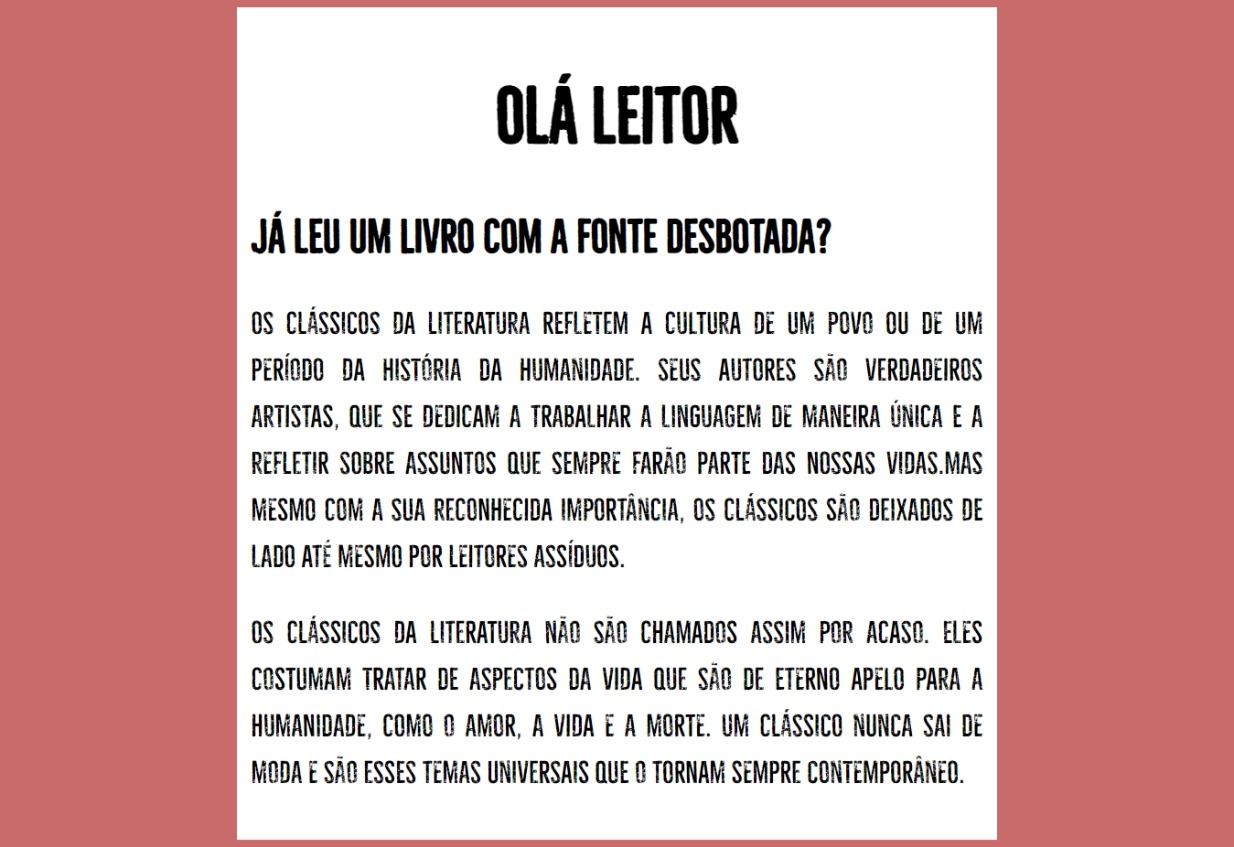 OLÁ LEITOR
JÁ LEU UM LIVRO COM A FONTE DESBOTADA?
OS CLÁSSICOS DA LITERATURA REFLETEM A CULTURA DE UM POVO OU DE UM
PERÍODO DA HISTÓRIA DA HUMANIDADE. SEUS AUTORES SÃO VERDADEIROS
ARTISTAS, QUE SE DEDICAM A TRABALHAR A LINGUAGEM DE MANEIRA ÚNICA E A
REFLETIR SOBRE ASSUNTOS QUE SEMPRE FARÃO PARTE DAS NOSSAS VIDAS.MAS
MESMO COM A SUA RECONHECIDA IMPORTÂNCIA, OS CLÁSSICOS SÃO DEIXADOS DE
LADO ATÉ MESMO POR LEITORES ASSÍDUOS.
OS CLÁSSICOS DA LITERATURA NÃO SÃO CHAMADOS ASSIM POR ACASO. ELES
COSTUMAM TRATAR DE ASPECTOS DA VIDA QUE SÃO DE ETERNO APELO PARA A
HUMANIDADE, COMO O AMOR, A VIDA E A MORTE. UM CLÁSSICO NUNCA SAI DE
MODA E SÃO ESSES TEMAS UNIVERSAIS QUE O TORNAM SEMPRE CONTEMPORÂNEO.